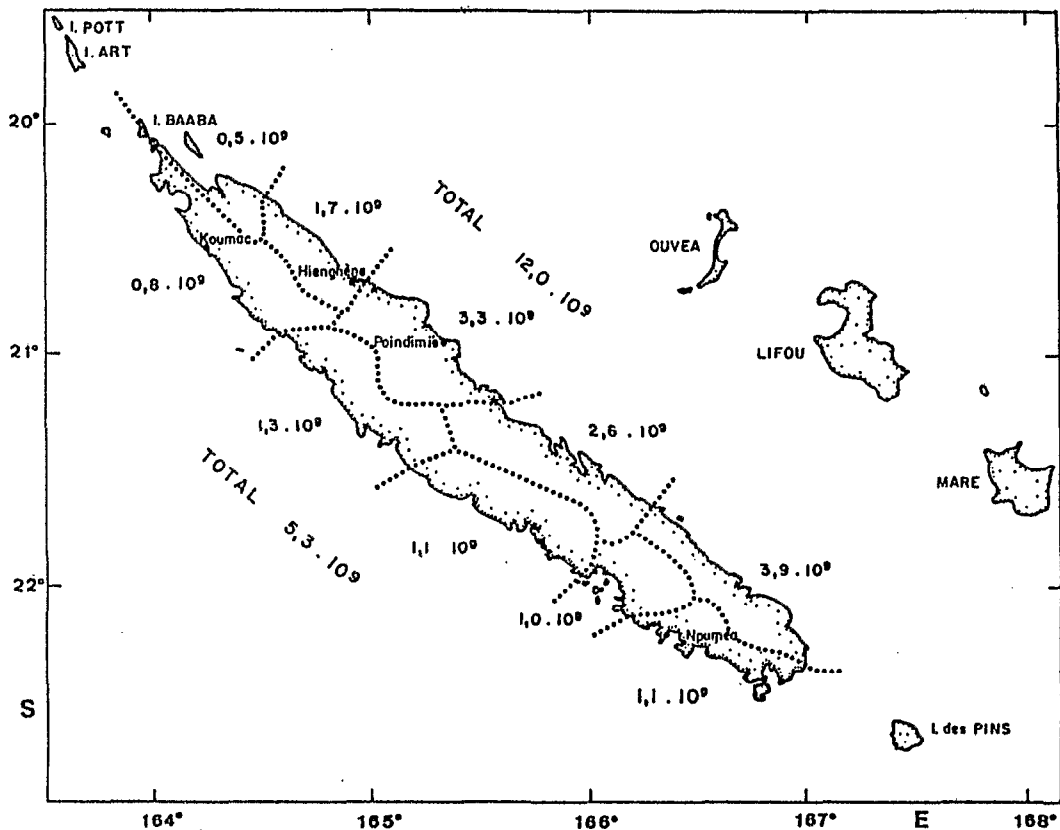 I. POTT
I. ART
20°
I. BAABA
0,5 . 10⁹
1,7 . 10⁹
TOTAL 12,0 . 10⁹
OUVEA
Koumac
Hienghène
0,8 . 10⁹
3,3 . 10⁹
Poindimié
21°
LIFOU
1,3 . 10⁹
2,6 . 10⁹
TOTAL 5,3 . 10⁹
MARE
1,1 10⁹
3,9 . 10⁹
22°
1,0 . 10⁹
Nouméa
1,1 . 10⁹
S
I. des PINS
164° 165° 166° 167° E 168°